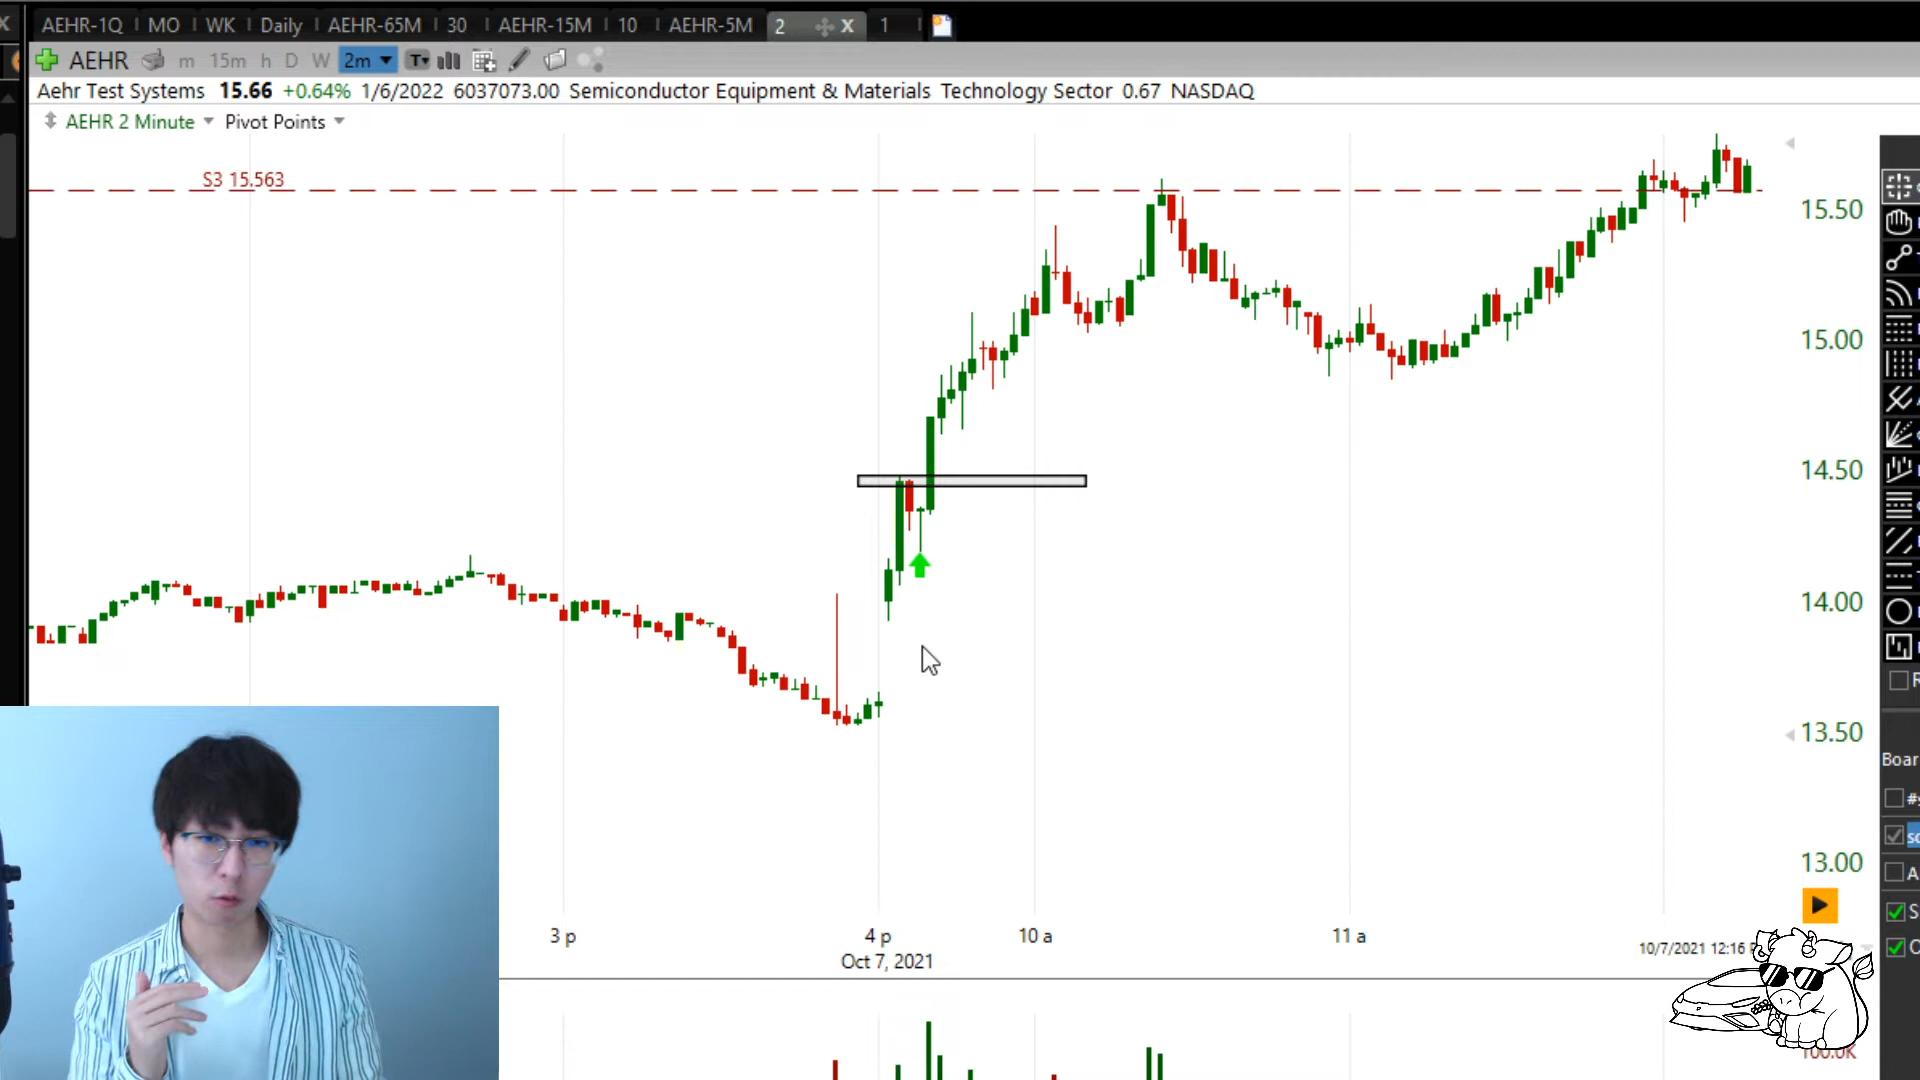 AEHR-1Q MO WK Daily AEHR-65M 30 AEHR-15M 10 AEHR-5M 2 X 1
AEHR m 15m h D W 2m T
Aehr Test Systems 15.66 +0.64% 1/6/2022 6037073.00 Semiconductor Equipment & Materials Technology Sector 0.67 NASDAQ
AEHR 2 Minute Pivot Points
S3 15.563
15.50
15.00
14.50
14.00
13.50
13.00
Boar
3 p 4 p 10 a 11 a
Oct 7, 2021
10/7/2021 12:16
100.0K